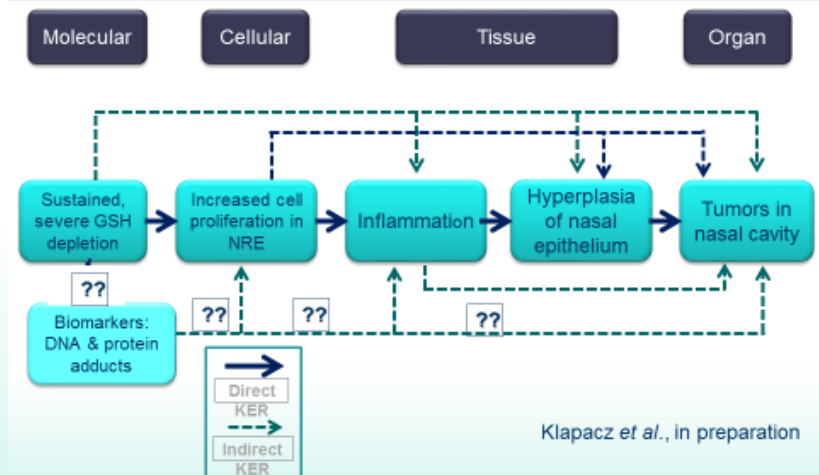 Molecular
Cellular
Tissue
Organ
Sustained,
severe GSH
depletion
Increased cell
proliferation in
NRE
Inflammation
Hyperplasia
of nasal
epithelium
Tumors in
nasal cavity
??
Biomarkers:
DNA & protein
adducts
??
??
??
Direct
KER
Indirect
KER
Klapacz et al., in preparation